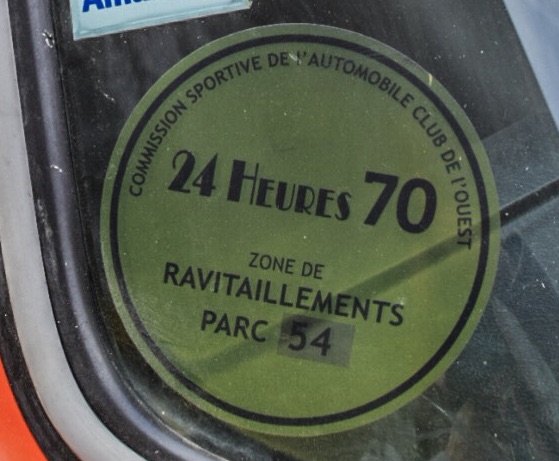 COMMISSION SPORTIVE DE l'AUTOMOBILE CLUB DE l'OUEST
24 HEURES 70
ZONE DE
RAVITAILLEMENTS
PARC 54